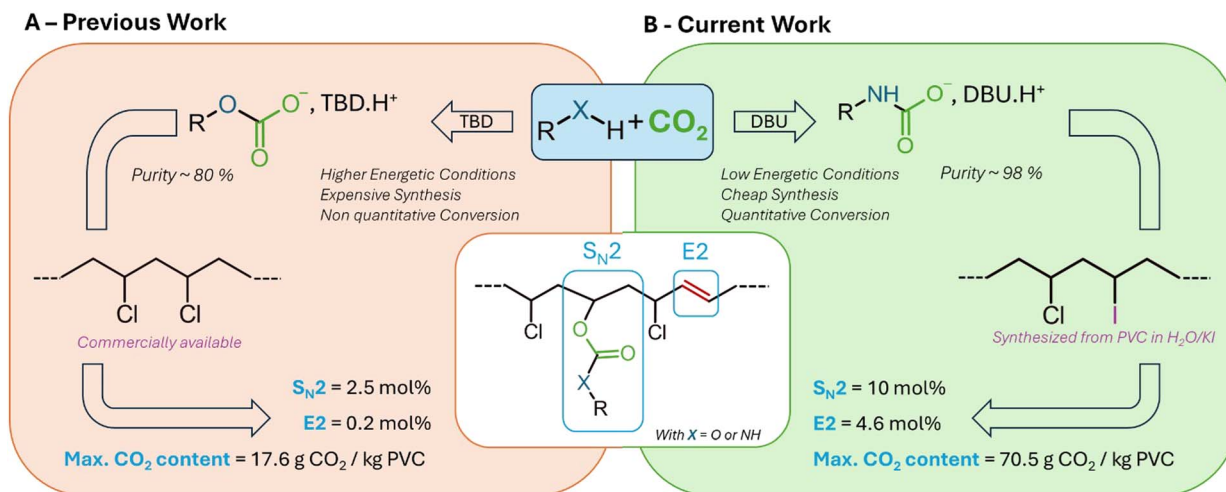 A – Previous Work
B - Current Work
R O O⁻ , TBD.H⁺
O
TBD
R X H + CO₂
DBU
R NH O⁻ , DBU.H⁺
O
Purity ~ 80 %
Higher Energetic Conditions
Expensive Synthesis
Non quantitative Conversion
Low Energetic Conditions
Cheap Synthesis
Quantitative Conversion
Purity ~ 98 %
Cl Cl
Commercially available
S_N2 E2
Cl Cl
O
O
X
R
With X = O or NH
Cl I
Synthesized from PVC in H₂O/KI
S_N2 = 2.5 mol%
E2 = 0.2 mol%
Max. CO₂ content = 17.6 g CO₂ / kg PVC
S_N2 = 10 mol%
E2 = 4.6 mol%
Max. CO₂ content = 70.5 g CO₂ / kg PVC